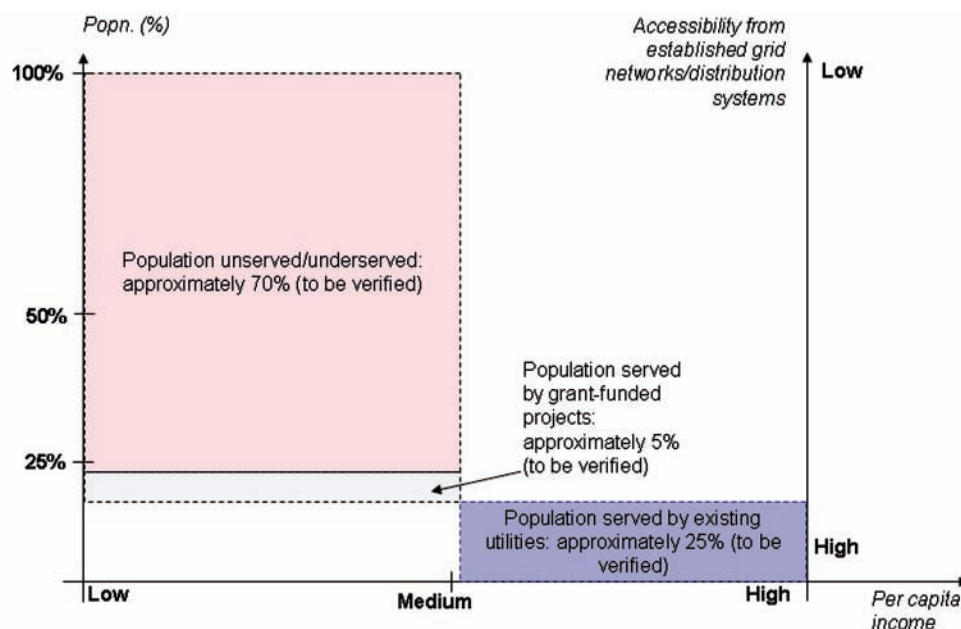 Popn. (%)
Accessibility from
established grid
networks/distribution
systems
100%
Low
Population unserved/underserved:
approximately 70% (to be verified)
50%
Population served
by grant-funded
projects:
approximately 5%
(to be verified)
25%
Population served by existing
utilities: approximately 25% (to be
verified)
High
Low
Medium
High
Per capita
income